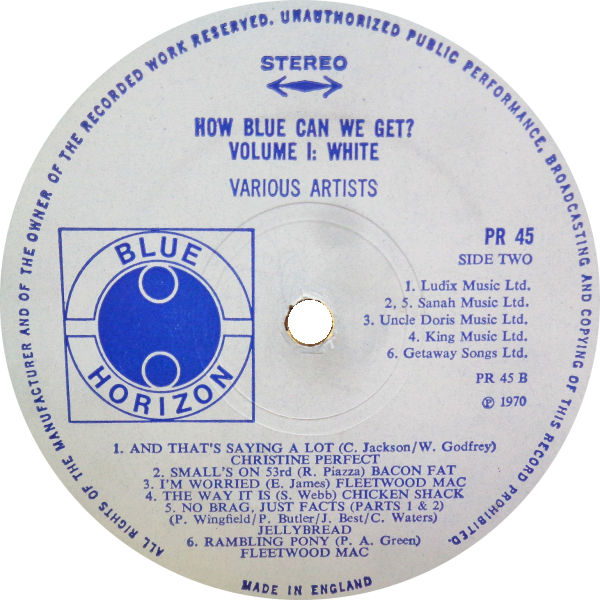 ALL RIGHTS OF THE MANUFACTURER AND OF THE OWNER OF THE RECORDED WORK RESERVED. UNAUTHORIZED PUBLIC PERFORMANCE, BROADCASTING AND COPYING OF THIS RECORD PROHIBITED.
STEREO
HOW BLUE CAN WE GET?
VOLUME I: WHITE
VARIOUS ARTISTS
BLUE
HORIZON
PR 45
SIDE TWO
1. Ludix Music Ltd.
2, 5. Sanah Music Ltd.
3. Uncle Doris Music Ltd.
4. King Music Ltd.
6. Getaway Songs Ltd.
PR 45 B
℗ 1970
1. AND THAT'S SAYING A LOT (C. Jackson/W. Godfrey)
CHRISTINE PERFECT
2. SMALL'S ON 53rd (R. Piazza) BACON FAT
3. I'M WORRIED (E. James) FLEETWOOD MAC
4. THE WAY IT IS (S. Webb) CHICKEN SHACK
5. NO BRAG, JUST FACTS (PARTS 1 & 2)
(P. Wingfield/P. Butler/J. Best/C. Waters)
JELLYBREAD
6. RAMBLING PONY (P. A. Green)
FLEETWOOD MAC
MADE IN ENGLAND